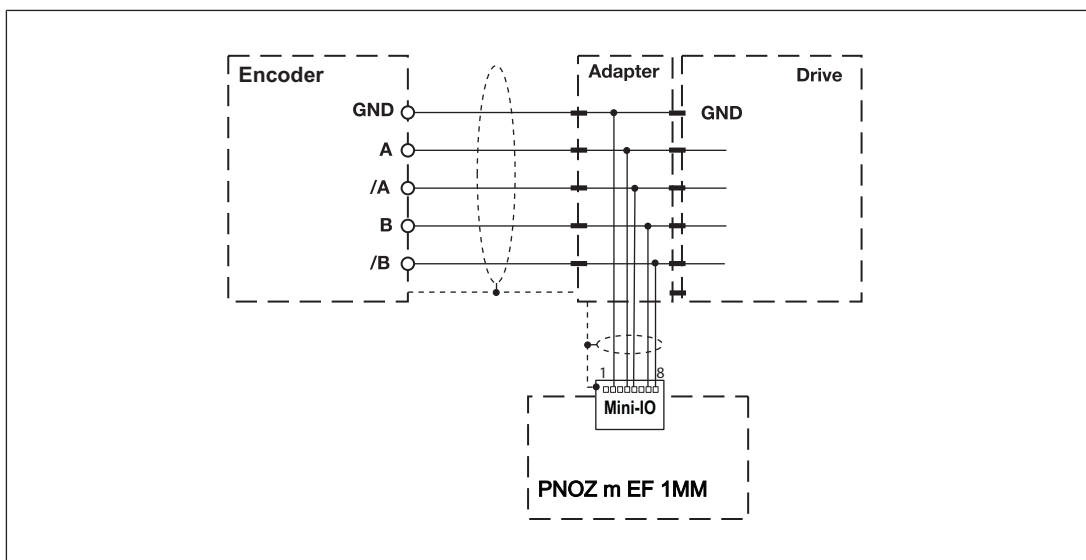 Encoder
Adapter
Drive
GND
GND
A
/A
B
/B
1
8
Mini-IO
PNOZ m EF 1MM